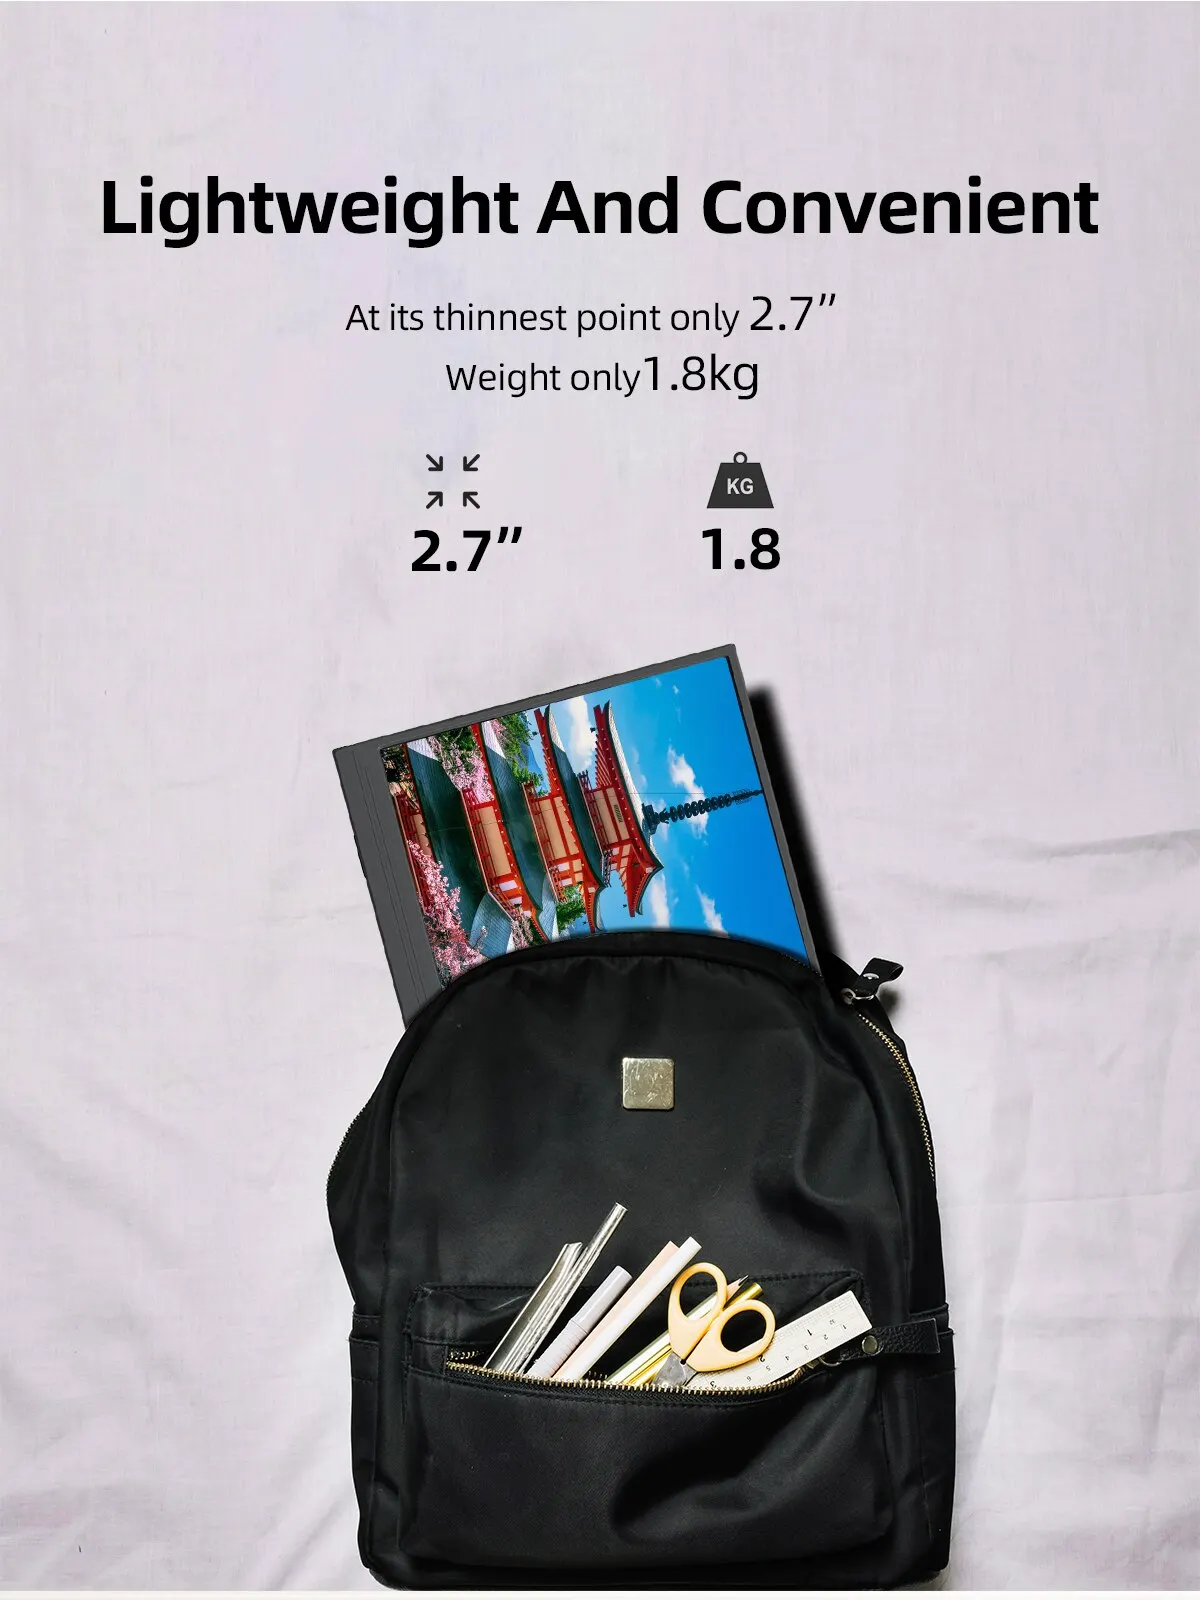 Lightweight And Convenient
At its thinnest point only 2.7”
Weight only1.8kg
KG
2.7”
1.8